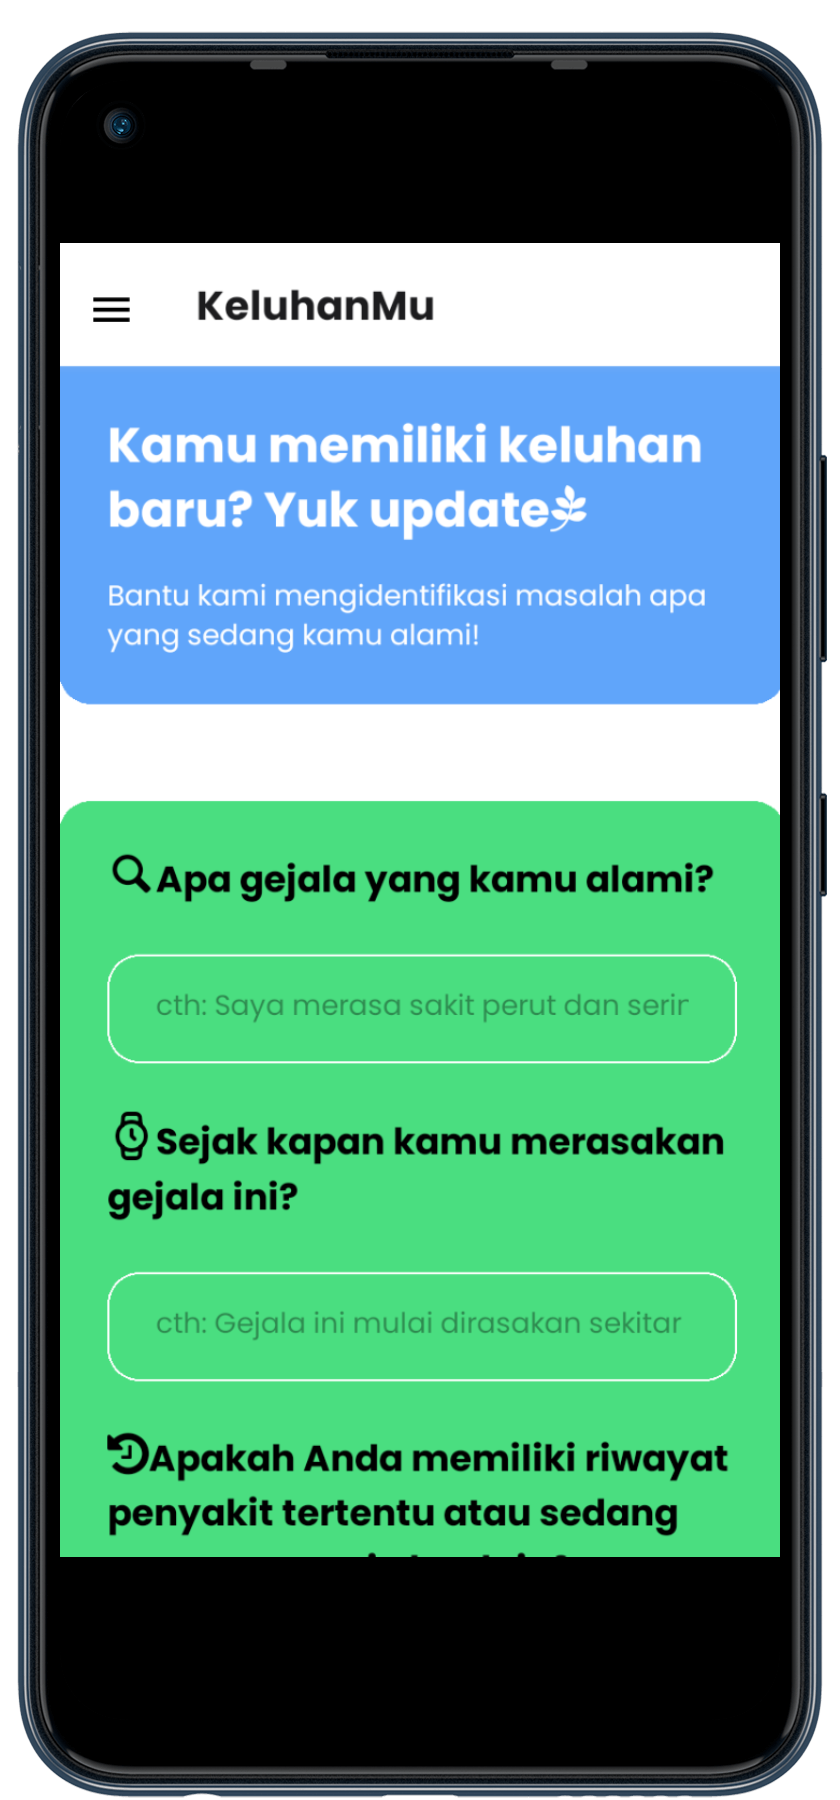 KeluhanMu
Kamu memiliki keluhan
baru? Yuk update
Bantu kami mengidentifikasi masalah apa
yang sedang kamu alami!
Apa gejala yang kamu alami?
cth: Saya merasa sakit perut dan serin
Sejak kapan kamu merasakan
gejala ini?
cth: Gejala ini mulai dirasakan sekitar
Apakah Anda memiliki riwayat
penyakit tertentu atau sedang